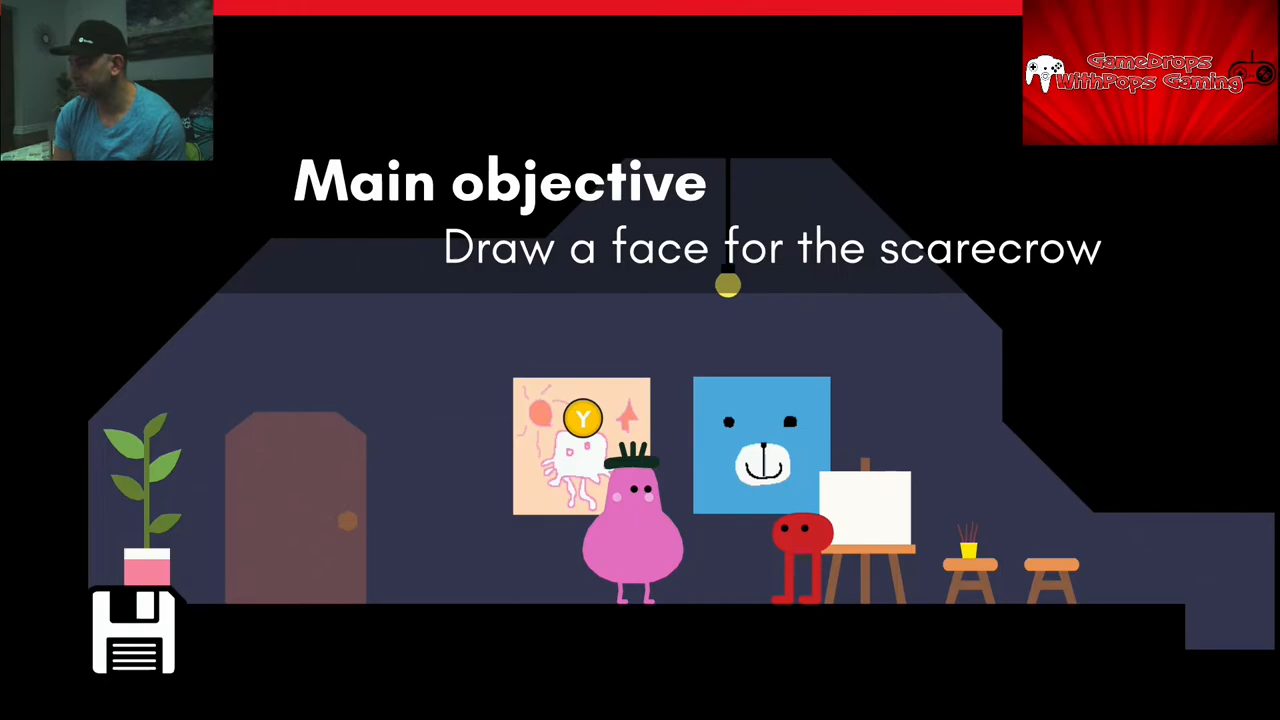 GameDrops
WithPops Gaming
Main objective
Draw a face for the scarecrow
Y